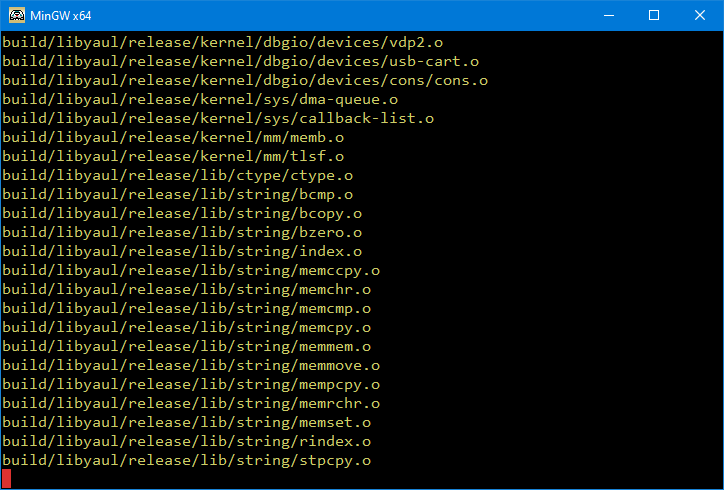 MinGW x64
build/libyaul/release/kernel/dbgio/devices/vdp2.o
build/libyaul/release/kernel/dbgio/devices/usb-cart.o
build/libyaul/release/kernel/dbgio/devices/cons/cons.o
build/libyaul/release/kernel/sys/dma-queue.o
build/libyaul/release/kernel/sys/callback-list.o
build/libyaul/release/kernel/mm/memb.o
build/libyaul/release/kernel/mm/tlsf.o
build/libyaul/release/lib/ctype/ctype.o
build/libyaul/release/lib/string/bcmp.o
build/libyaul/release/lib/string/bcopy.o
build/libyaul/release/lib/string/bzero.o
build/libyaul/release/lib/string/index.o
build/libyaul/release/lib/string/memccpy.o
build/libyaul/release/lib/string/memchr.o
build/libyaul/release/lib/string/memcmp.o
build/libyaul/release/lib/string/memcpy.o
build/libyaul/release/lib/string/memmem.o
build/libyaul/release/lib/string/memmove.o
build/libyaul/release/lib/string/mempcpy.o
build/libyaul/release/lib/string/memrchr.o
build/libyaul/release/lib/string/memset.o
build/libyaul/release/lib/string/rindex.o
build/libyaul/release/lib/string/stpcpy.o